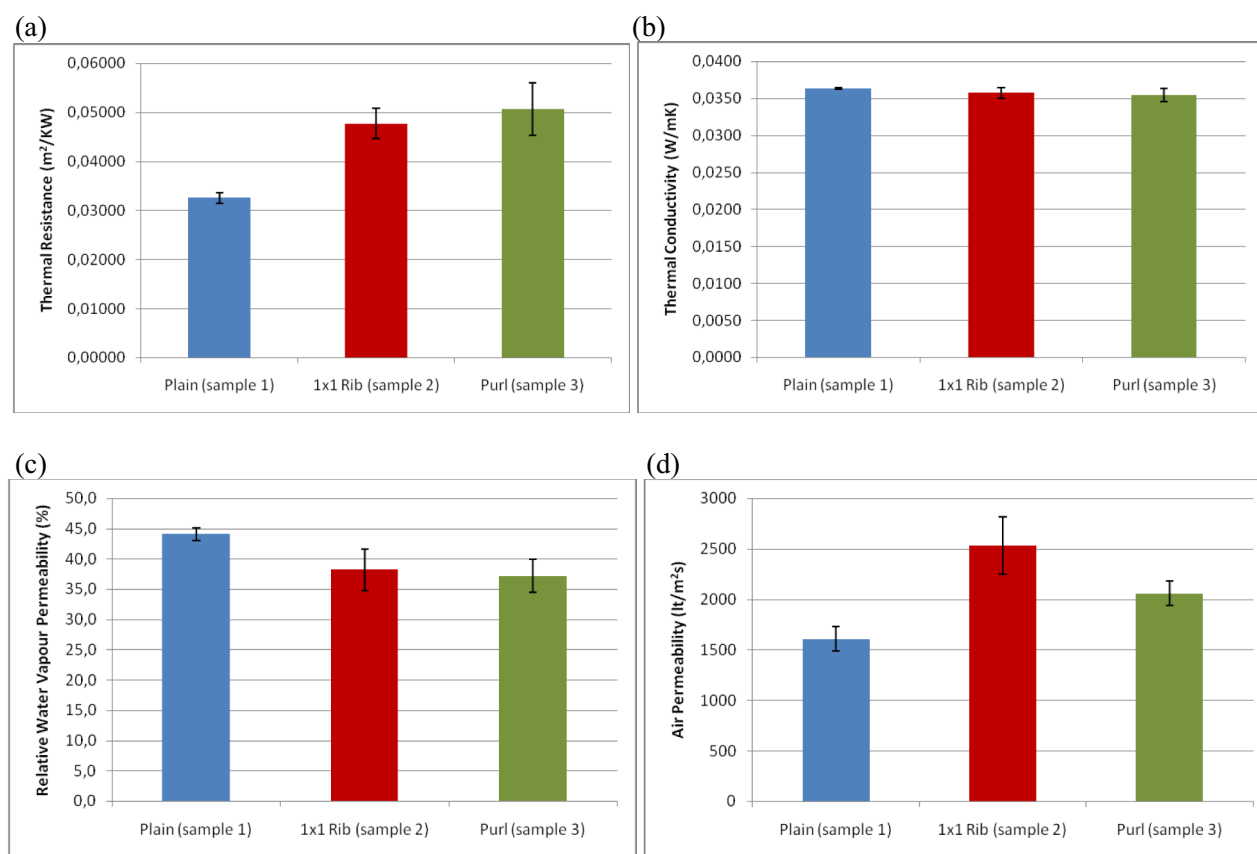 (a)
Thermal Resistance (m²/KW)
0,06000
0,05000
0,04000
0,03000
0,02000
0,01000
0,00000
Plain (sample 1) 1x1 Rib (sample 2) Purl (sample 3)
(b)
Thermal Conductivity (W/mK)
0,0400
0,0350
0,0300
0,0250
0,0200
0,0150
0,0100
0,0050
0,0000
Plain (sample 1) 1x1 Rib (sample 2) Purl (sample 3)
(c)
Relative Water Vapour Permeability (%)
50,0
45,0
40,0
35,0
30,0
25,0
20,0
15,0
10,0
5,0
0,0
Plain (sample 1) 1x1 Rib (sample 2) Purl (sample 3)
(d)
Air Permeability (lt/m²s)
3000
2500
2000
1500
1000
500
0
Plain (sample 1) 1x1 Rib (sample 2) Purl (sample 3)